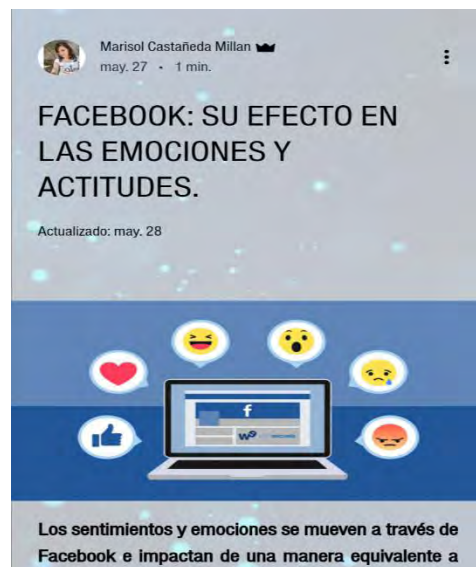 Marisol Castañeda Millan
may. 27 • 1 min.
FACEBOOK: SU EFECTO EN
LAS EMOCIONES Y
ACTITUDES.
Actualizado: may. 28
f
Los sentimientos y emociones se mueven a través de
Facebook e impactan de una manera equivalente a